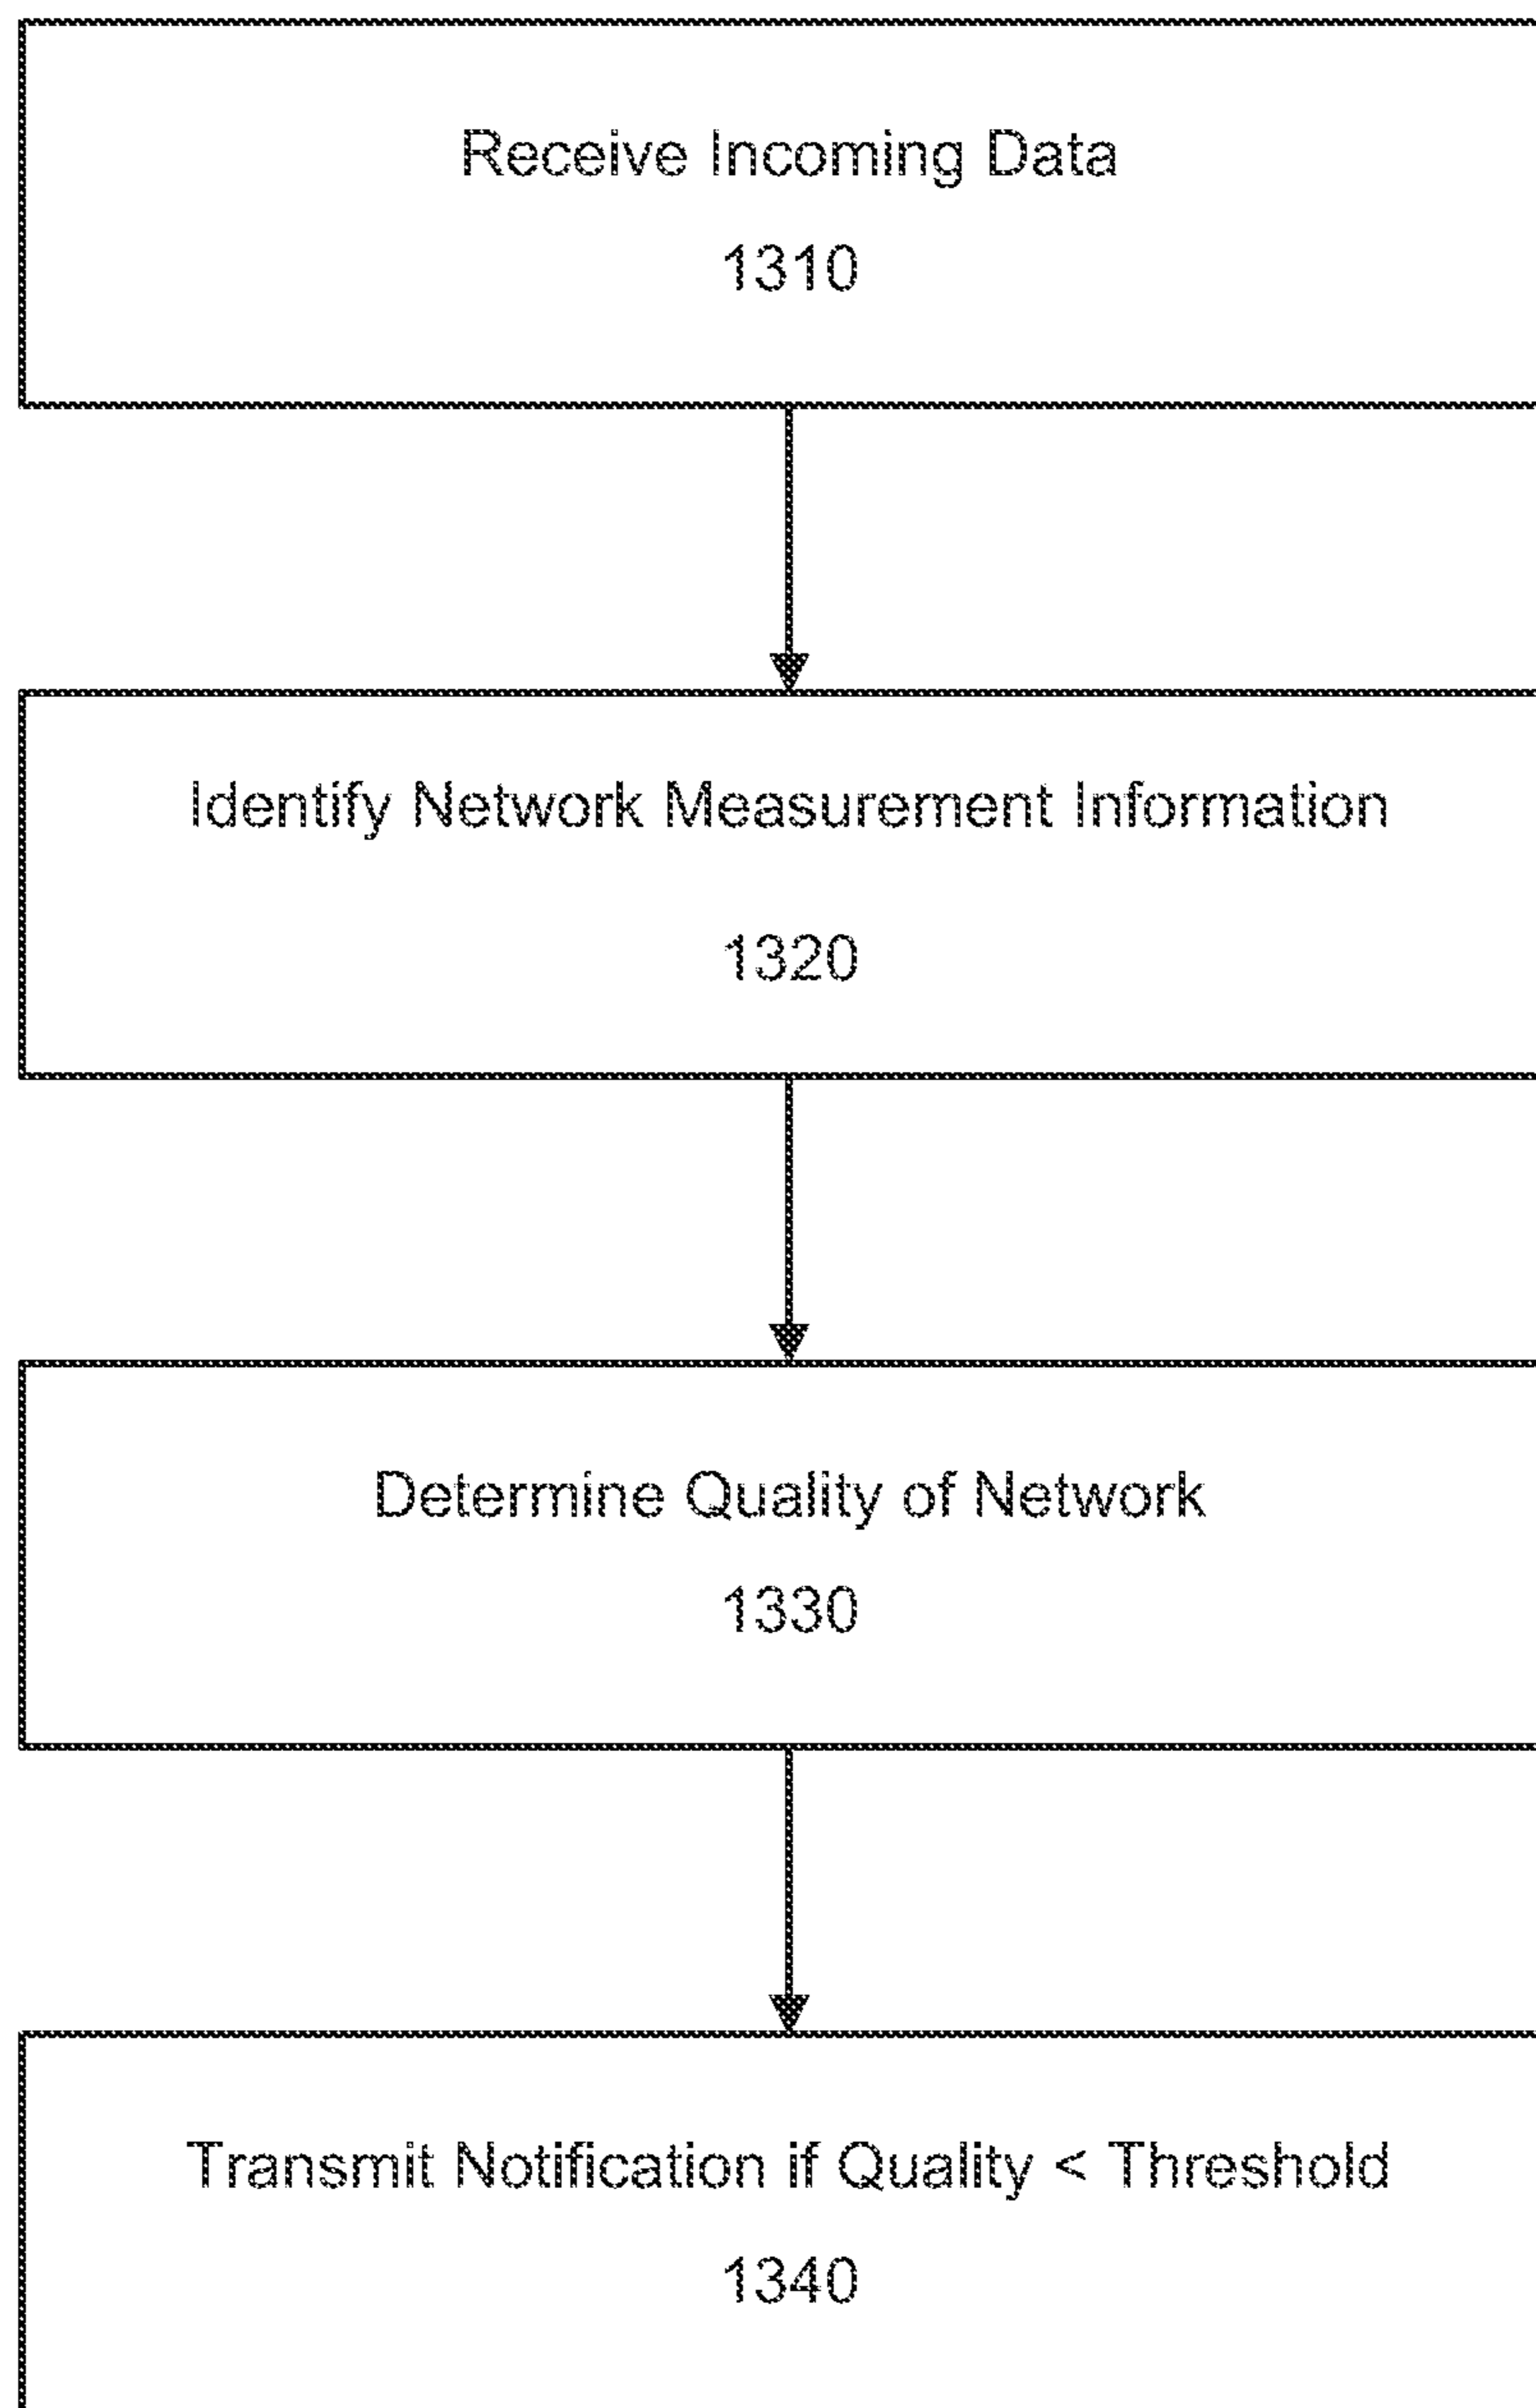 Receive Incoming Data
1310
Identify Network Measurement Information
1320
Determine Quality of Network
1330
Transmit Notification if Quality < Threshold
1340